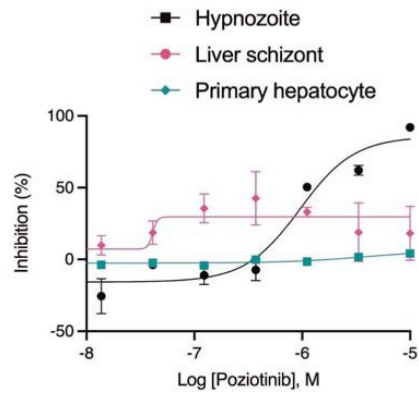 Hypnozoite
Liver schizont
Primary hepatocyte
Inhibition (%)
100
50
0
-50
-8
-7
-6
-5
Log [Poziotinib], M